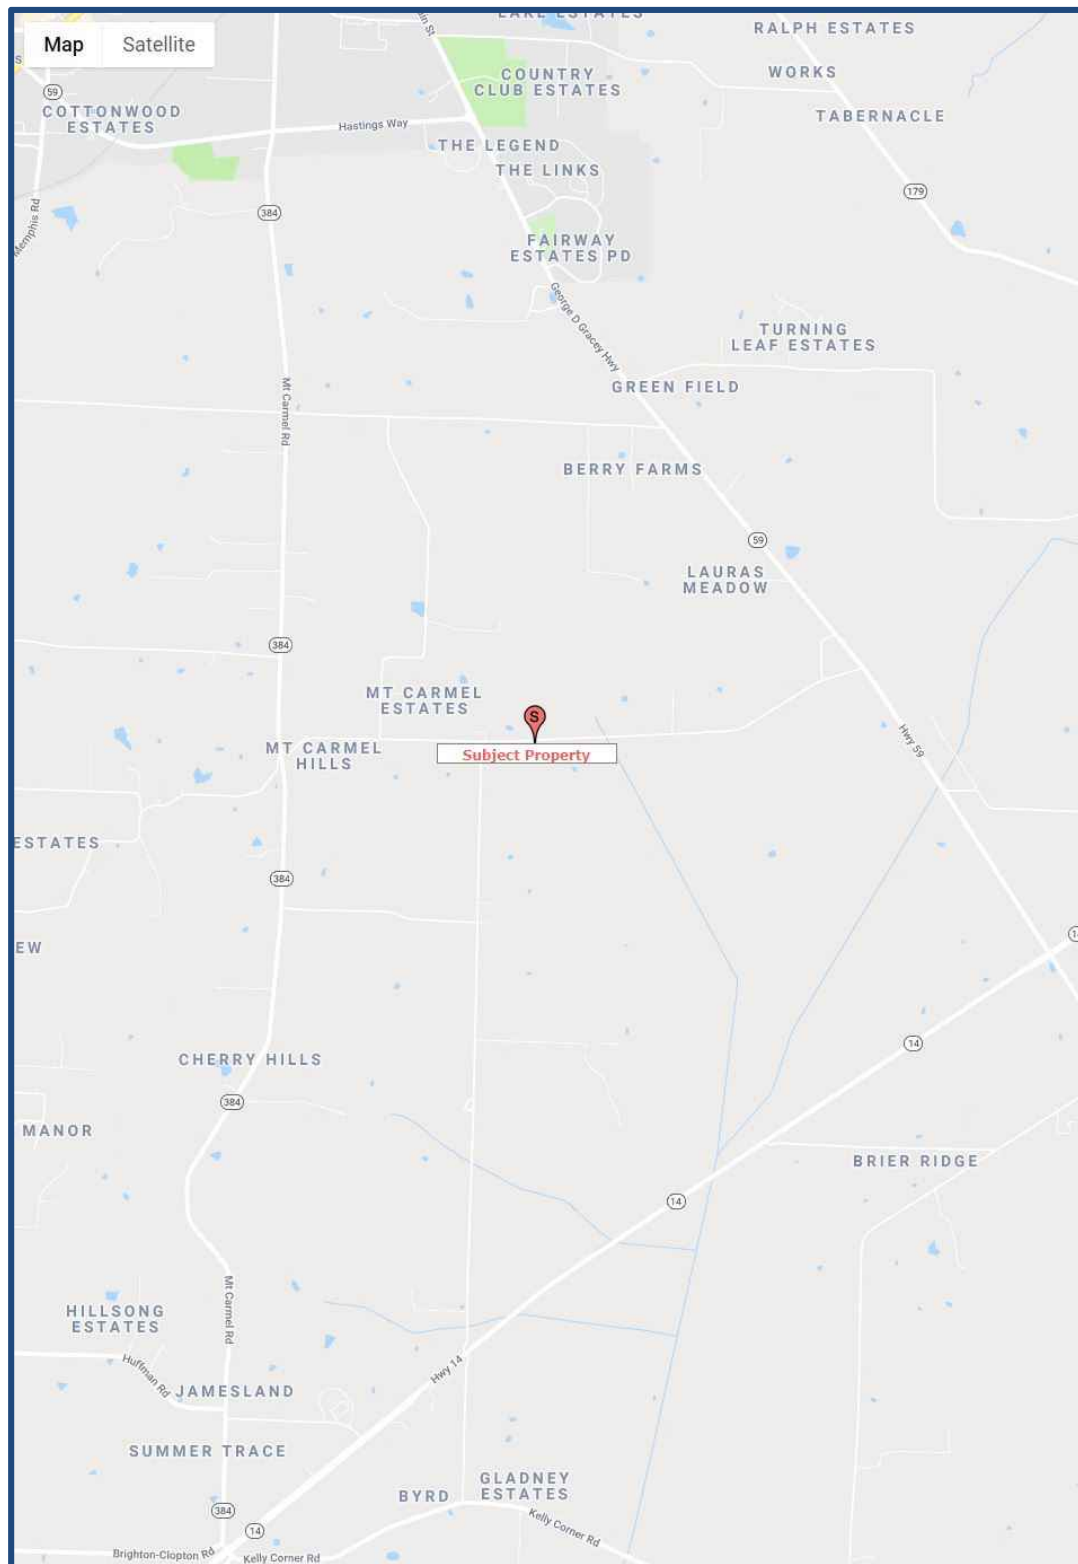 LAKE ESTATES
Map
Satellite
RALPH ESTATES
COUNTRY
CLUB ESTATES
WORKS
59
COTTONWOOD
ESTATES
TABERNACLE
Hastings Way
THE LEGEND
THE LINKS
179
Memphis Rd
384
FAIRWAY
ESTATES PD
George D Gracey Hwy
TURNING
LEAF ESTATES
GREEN FIELD
Mt Carmel Rd
BERRY FARMS
59
LAURAS
MEADOW
384
MT CARMEL
ESTATES
S
Subject Property
MT CARMEL
HILLS
Hwy 59
ESTATES
384
EW
14
CHERRY HILLS
384
MANOR
BRIER RIDGE
14
Mt Carmel Rd
HILLSONG
ESTATES
Huffman Rd
Hwy 14
JAMESLAND
SUMMER TRACE
GLADNEY
ESTATES
BYRD
384
14
Kelly Corner Rd
Brighton-Clopton Rd
Kelly Corner Rd